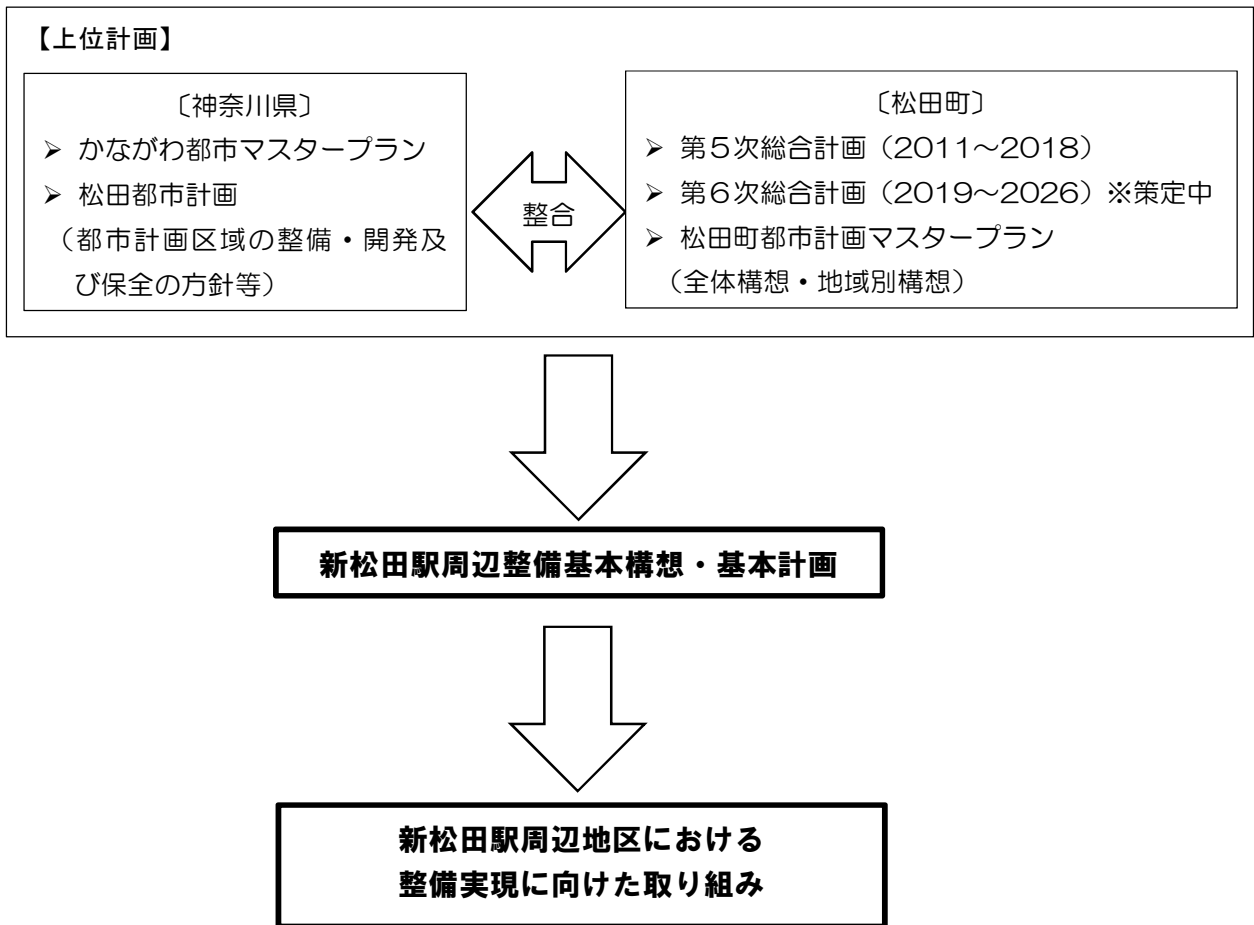 【上位計画】
〔神奈川県〕
➤ かながわ都市マスタープラン
➤ 松田都市計画
(都市計画区域の整備・開発及
び保全の方針等)
整合
〔松田町〕
➤ 第5次総合計画(2011~2018)
➤ 第6次総合計画(2019~2026)※策定中
➤ 松田町都市計画マスタープラン
(全体構想・地域別構想)
新松田駅周辺整備基本構想・基本計画
新松田駅周辺地区における
整備実現に向けた取り組み